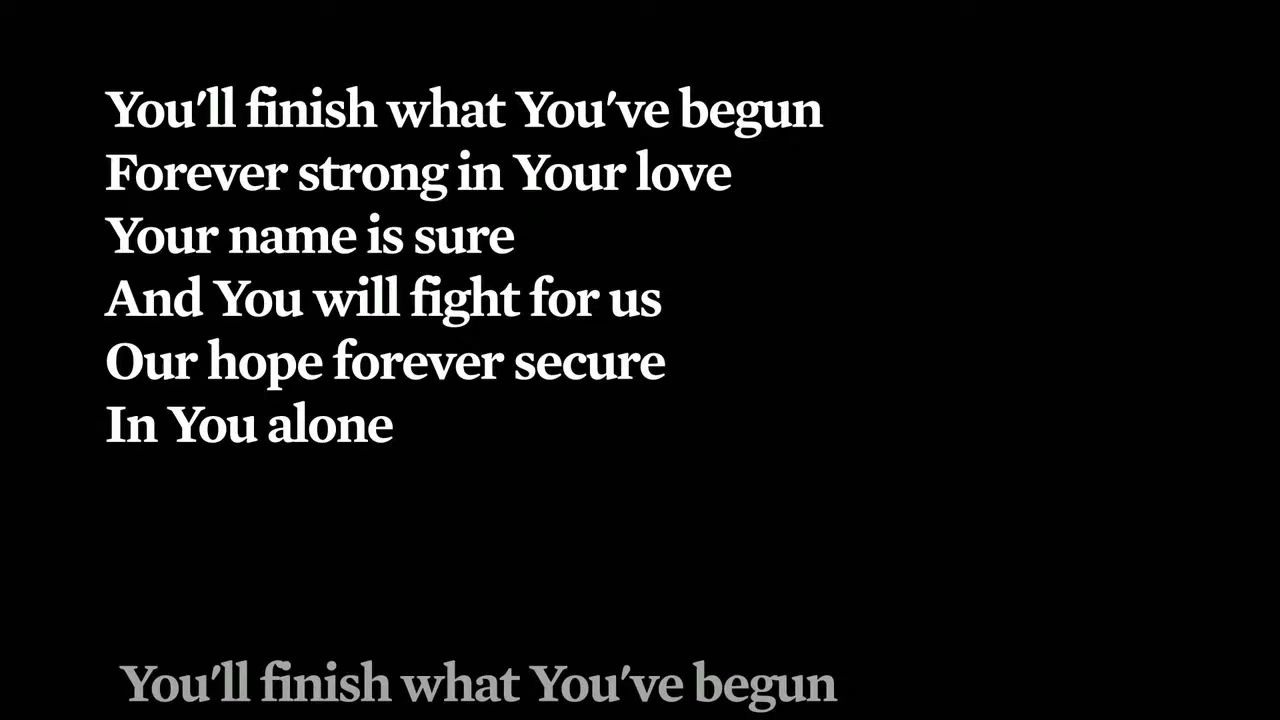 You'll finish what You've begun
Forever strong in Your love
Your name is sure
And You will fight for us
Our hope forever secure
In You alone
You'll finish what You've begun